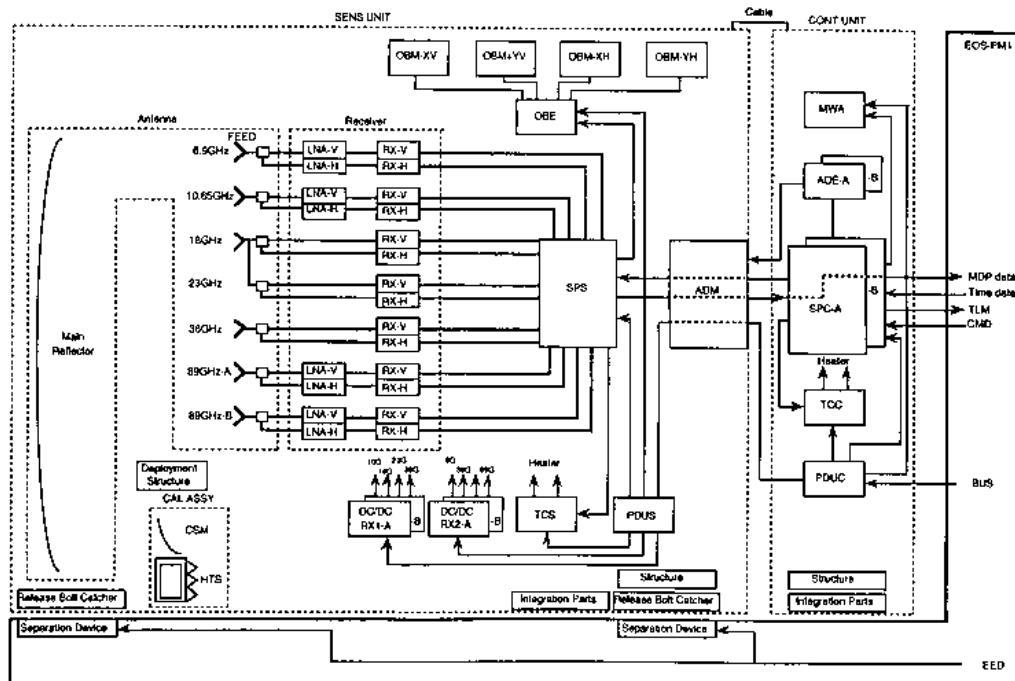 SENS UNIT
Cable
CONT UNIT
EOS-PM1
OBM-XV
OBM+YV
OBM-XH
OBM-YH
OBE
MWA
Antenna
Receiver
FEED
6.9GHz
LNA-V
RX-V
LNA-H
RX-H
ADE-A
-B
10.65GHz
LNA-V
RX-V
LNA-H
RX-H
18GHz
RX-V
RX-H
SPS
ADM
SPC-A
-B
MDP data
Time data
TLM
CMD
23GHz
RX-V
RX-H
Main
Reflector
36GHz
RX-V
RX-H
89GHz-A
LNA-V
RX-V
LNA-H
RX-H
Heater
TCC
89GHz-B
LNA-V
RX-V
LNA-H
RX-H
PDUC
BUS
Deployment
Structure
CAL ASSY
CSM
HTS
DC/DC
RX1-A
-B
DC/DC
RX2-A
-B
Heater
TCS
PDUS
Structure
Structure
Release Bolt Catcher
Integration Parts
Release Bolt Catcher
Integration Parts
Separation Device
Separation Device
EED